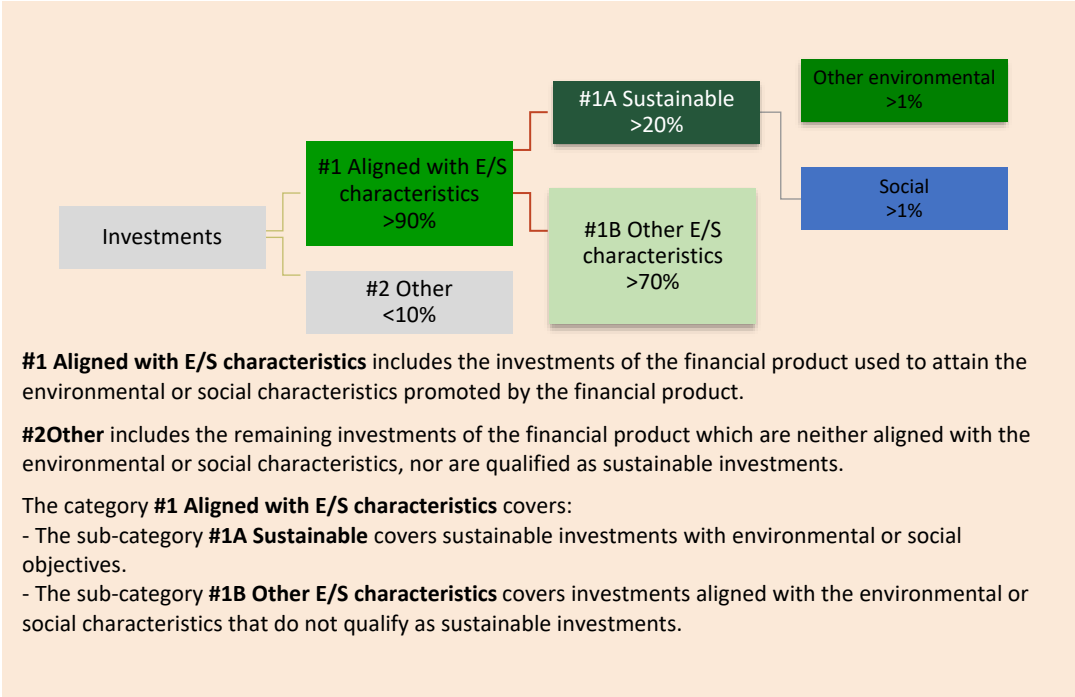 Investments
#1 Aligned with E/S
characteristics
>90%
#2 Other
<10%
#1A Sustainable
>20%
#1B Other E/S
characteristics
>70%
Other environmental
>1%
Social
>1%
#1 Aligned with E/S characteristics includes the investments of the financial product used to attain the
environmental or social characteristics promoted by the financial product.
#2Other includes the remaining investments of the financial product which are neither aligned with the
environmental or social characteristics, nor are qualified as sustainable investments.
The category #1 Aligned with E/S characteristics covers:
- The sub-category #1A Sustainable covers sustainable investments with environmental or social
objectives.
- The sub-category #1B Other E/S characteristics covers investments aligned with the environmental or
social characteristics that do not qualify as sustainable investments.